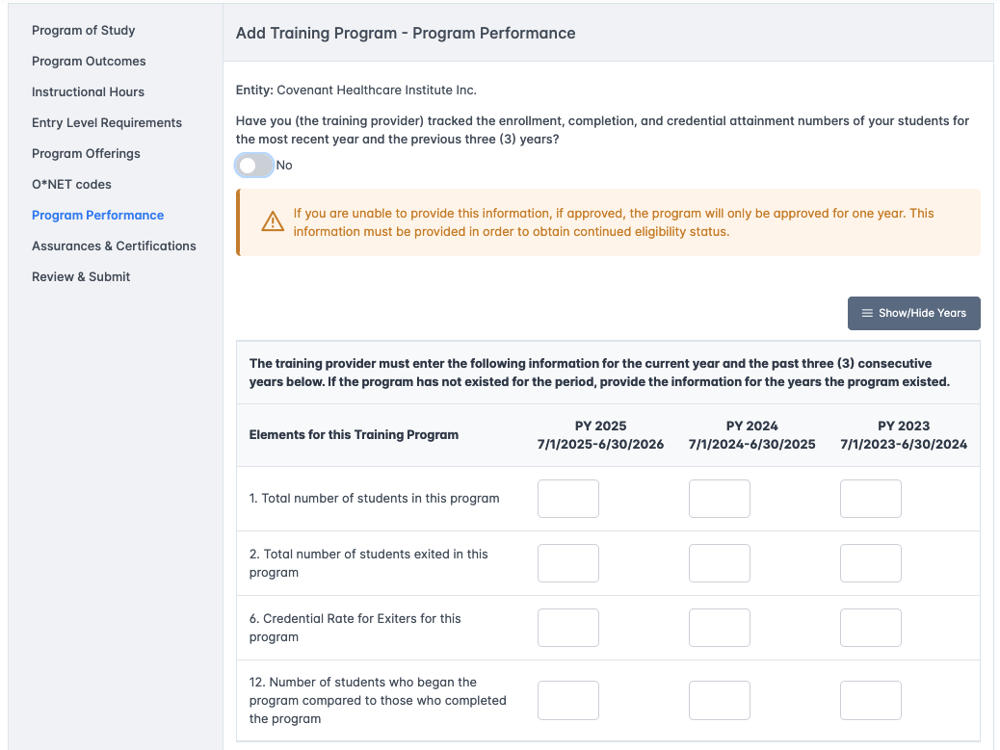 Program of Study
Program Outcomes
Instructional Hours
Entry Level Requirements
Program Offerings
O*NET codes
Program Performance
Assurances & Certifications
Review & Submit
Add Training Program - Program Performance
Entity: Covenant Healthcare Institute Inc.
Have you (the training provider) tracked the enrollment, completion, and credential attainment numbers of your students for
the most recent year and the previous three (3) years?
No
If you are unable to provide this information, if approved, the program will only be approved for one year. This
information must be provided in order to obtain continued eligibility status.
Show/Hide Years
The training provider must enter the following information for the current year and the past three (3) consecutive
years below. If the program has not existed for the period, provide the information for the years the program existed.
Elements for this Training Program
PY 2025
7/1/2025-6/30/2026
PY 2024
7/1/2024-6/30/2025
PY 2023
7/1/2023-6/30/2024
1. Total number of students in this program
2. Total number of students exited in this
program
6. Credential Rate for Exiters for this
program
12. Number of students who began the
program compared to those who completed
the program